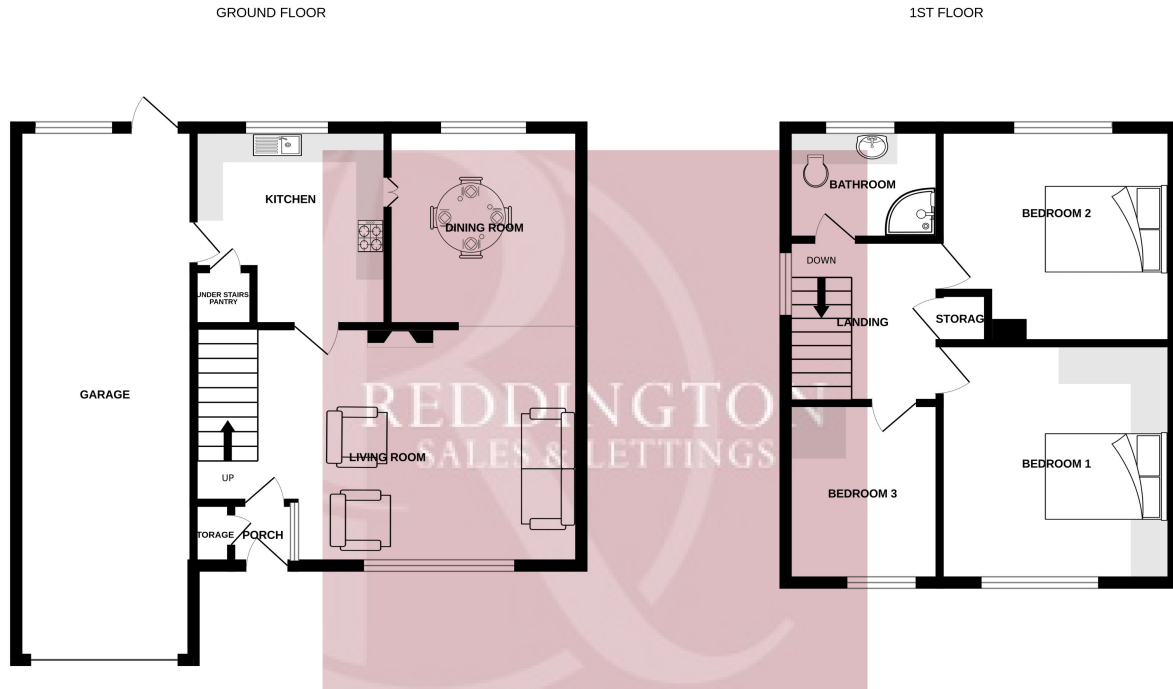 GROUND FLOOR
1ST FLOOR
KITCHEN
DINING ROOM
UNDER STAIRS
PANTRY
GARAGE
LIVING ROOM
UP
TORAGE
PORCH
BATHROOM
BEDROOM 2
DOWN
LANDING
STORAG
BEDROOM 1
BEDROOM 3
REDDINGTON
SALES & LETTINGS